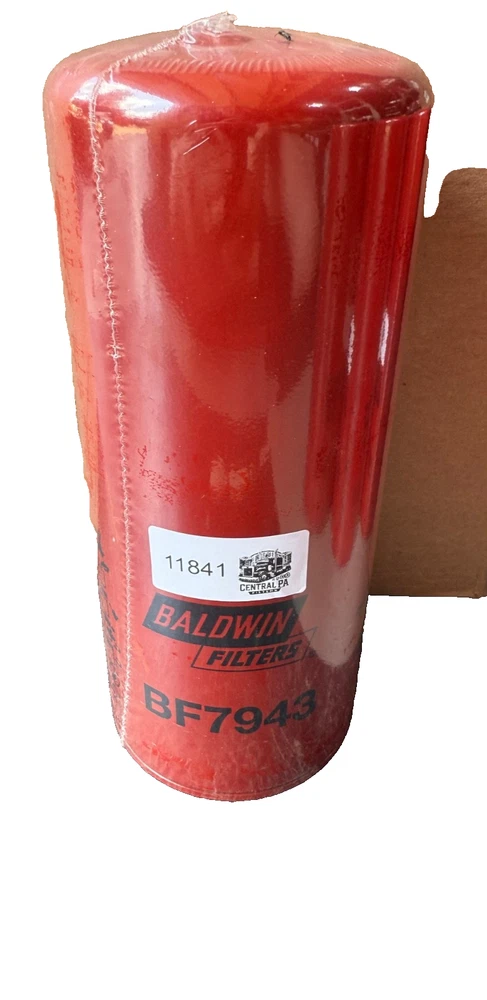 11841
CENTRAL PA
BALDWIN
FILTERS
BF7943